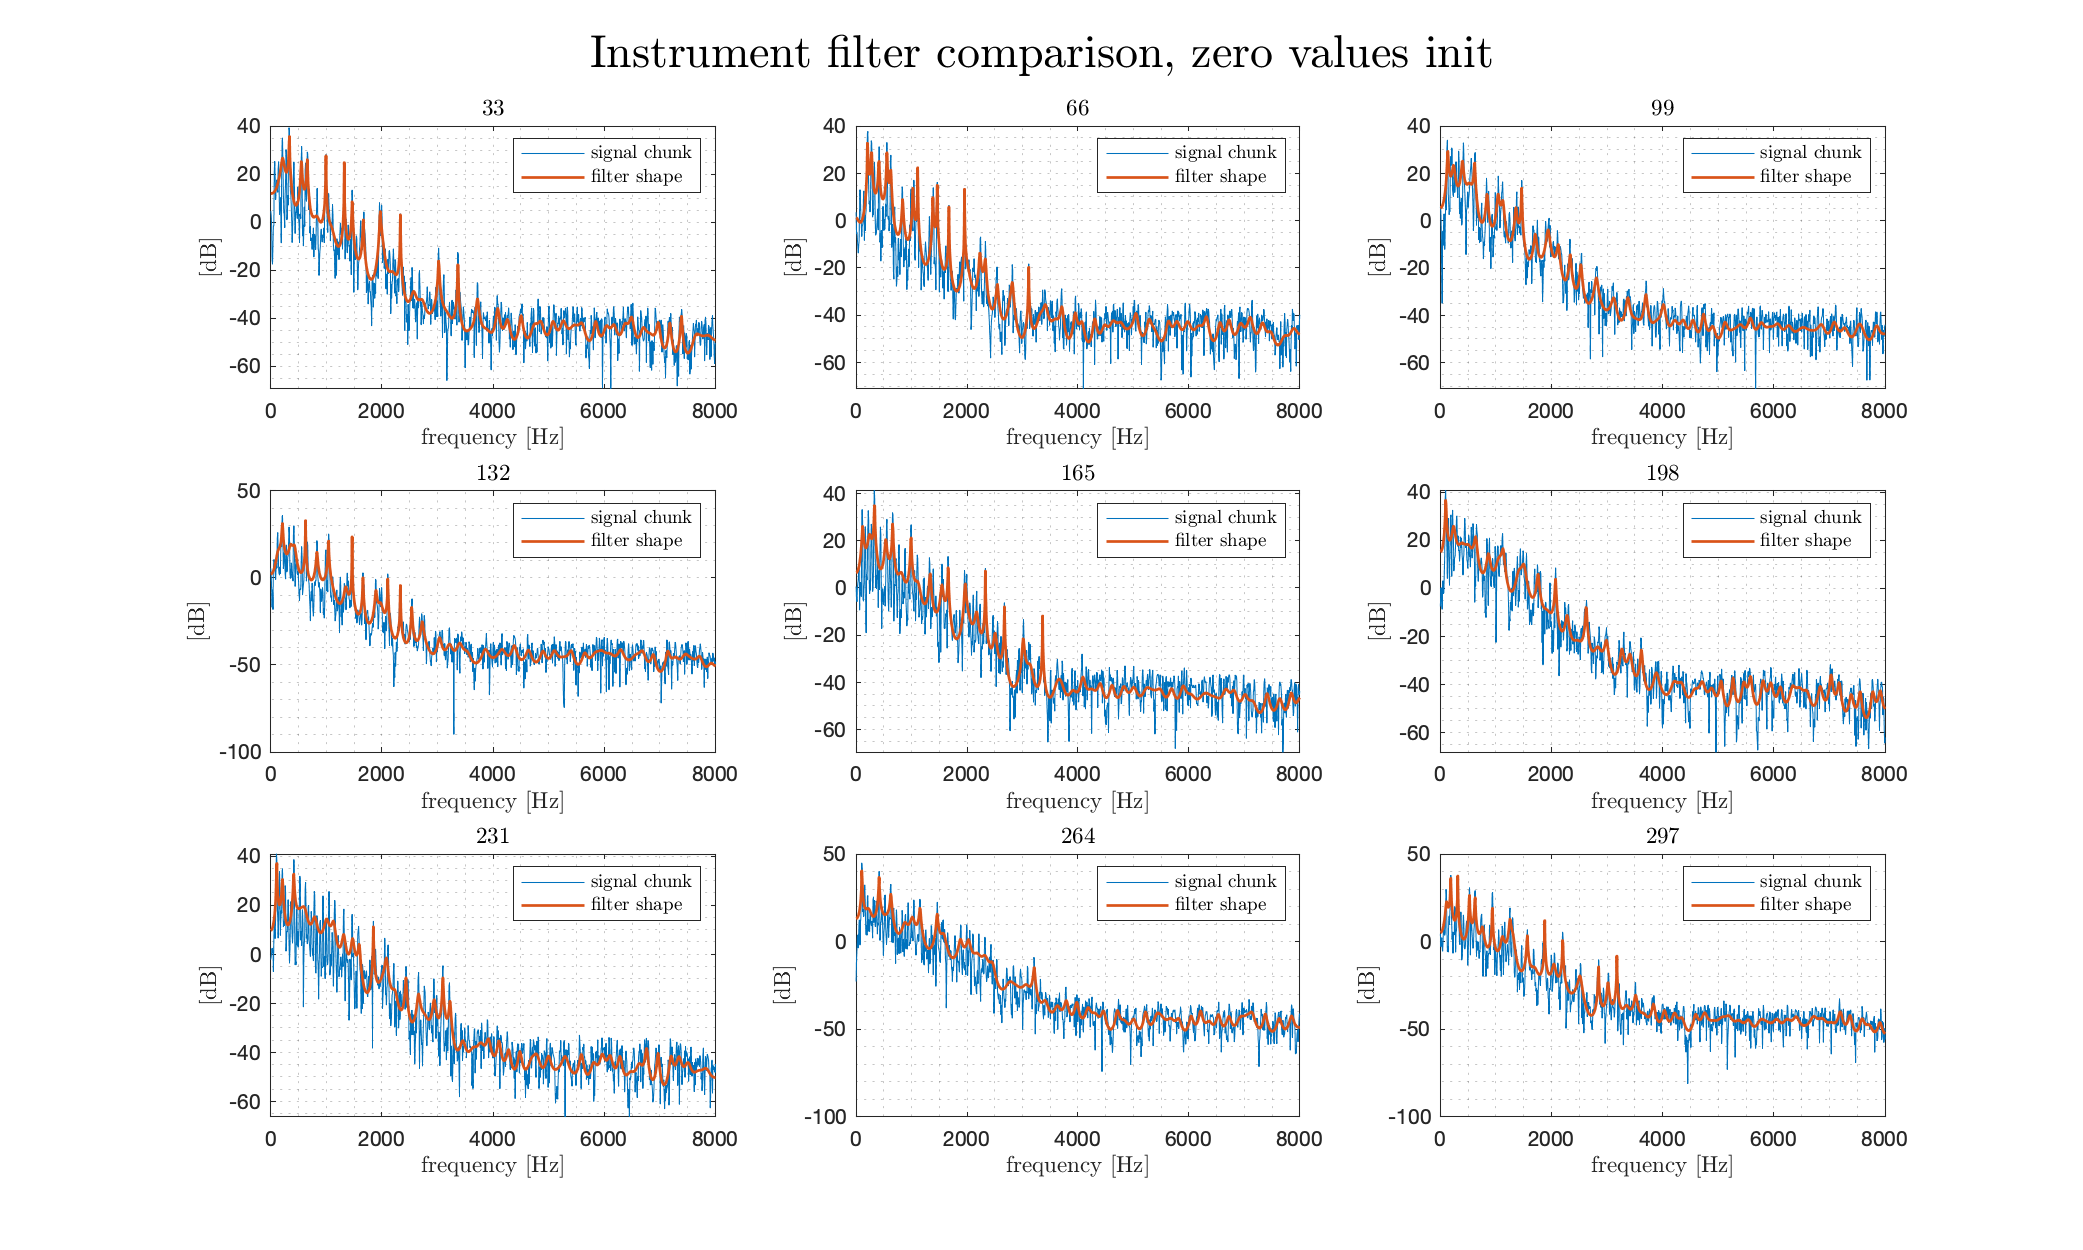 Instrument filter comparison, zero values init
33
66
99
40
20
0
-20
-40
-60
[dB]
signal chunk
filter shape
0
2000
4000
6000
8000
frequency [Hz]
40
20
0
-20
-40
-60
[dB]
signal chunk
filter shape
0
2000
4000
6000
8000
frequency [Hz]
40
20
0
-20
-40
-60
[dB]
signal chunk
filter shape
0
2000
4000
6000
8000
frequency [Hz]
132
165
198
50
0
-50
-100
[dB]
signal chunk
filter shape
0
2000
4000
6000
8000
frequency [Hz]
40
20
0
-20
-40
-60
[dB]
signal chunk
filter shape
0
2000
4000
6000
8000
frequency [Hz]
40
20
0
-20
-40
-60
[dB]
signal chunk
filter shape
0
2000
4000
6000
8000
frequency [Hz]
231
264
297
40
20
0
-20
-40
-60
[dB]
signal chunk
filter shape
0
2000
4000
6000
8000
frequency [Hz]
50
0
-50
-100
[dB]
signal chunk
filter shape
0
2000
4000
6000
8000
frequency [Hz]
50
0
-50
-100
[dB]
signal chunk
filter shape
0
2000
4000
6000
8000
frequency [Hz]